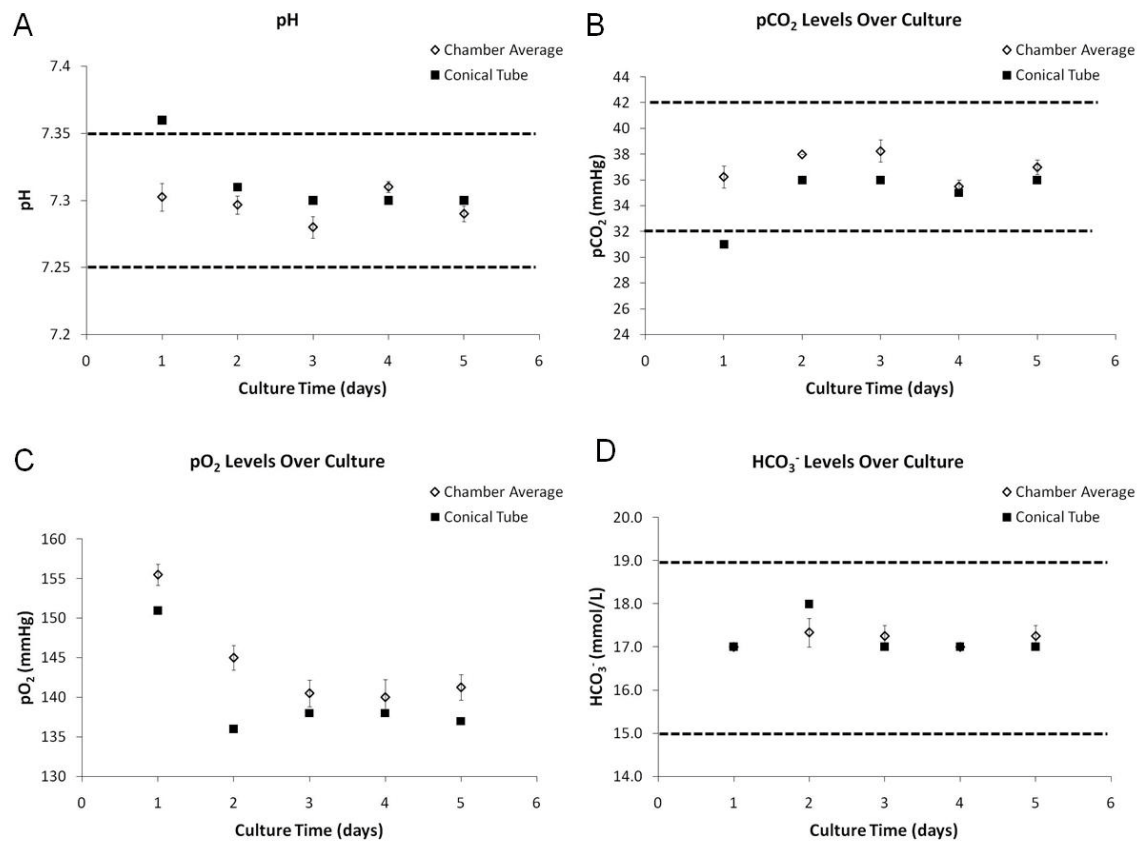 A
pH
◇ Chamber Average
■ Conical Tube
7.4
7.35
7.3
7.25
7.2
pH
0 1 2 3 4 5 6
Culture Time (days)
B
pCO₂ Levels Over Culture
◇ Chamber Average
■ Conical Tube
44
42
40
38
36
34
32
30
28
26
24
pCO₂ (mmHg)
0 1 2 3 4 5 6
Culture Time (days)
C
pO₂ Levels Over Culture
◇ Chamber Average
■ Conical Tube
160
155
150
145
140
135
130
pO₂ (mmHg)
0 1 2 3 4 5 6
Culture Time (days)
D
HCO₃⁻ Levels Over Culture
◇ Chamber Average
■ Conical Tube
20.0
19.0
18.0
17.0
16.0
15.0
14.0
HCO₃⁻ (mmol/L)
0 1 2 3 4 5 6
Culture Time (days)